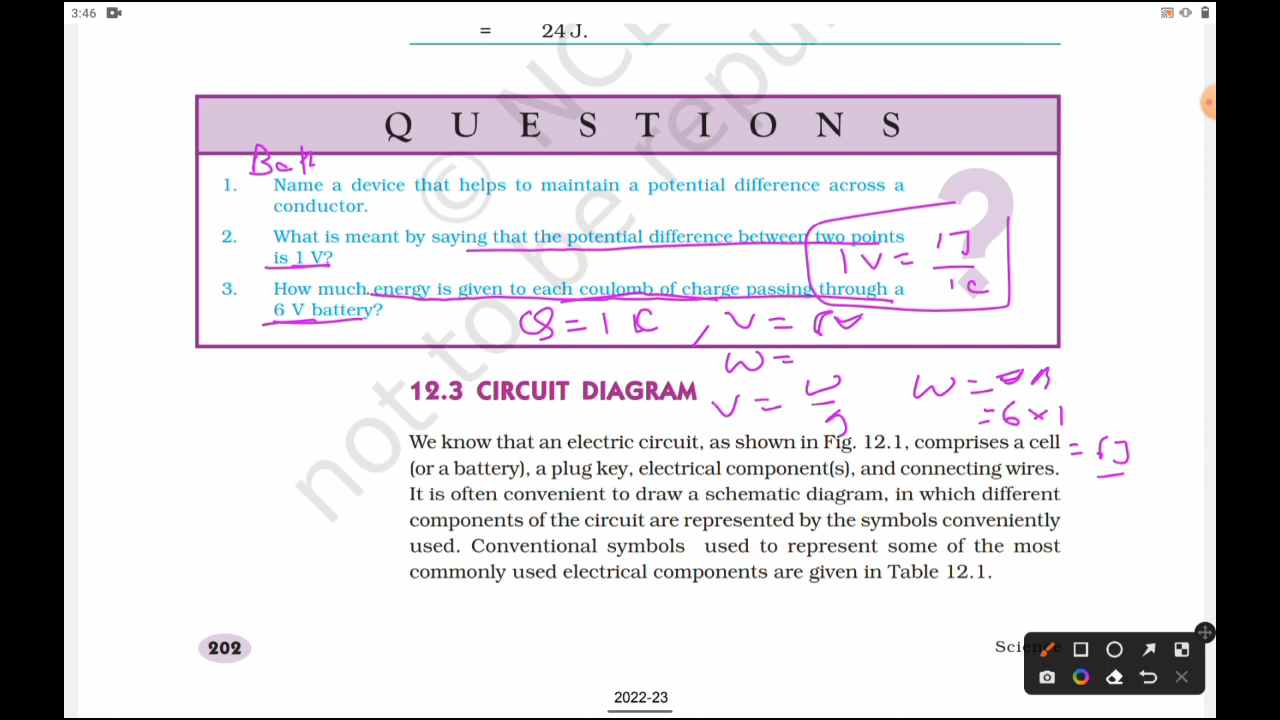 3:46
= 24 J.
QUESTIONS
Batt
1. Name a device that helps to maintain a potential difference across a
conductor.
2. What is meant by saying that the potential difference between two points
is 1 V?
1V = 1J
1C
3. How much energy is given to each coulomb of charge passing through a
6 V battery?
?
Q = 1 C , V = 6V
W =
V = W
Q
W = VQ
= 6 × 1
= 6J
12.3 CIRCUIT DIAGRAM
We know that an electric circuit, as shown in Fig. 12.1, comprises a cell
(or a battery), a plug key, electrical component(s), and connecting wires.
It is often convenient to draw a schematic diagram, in which different
components of the circuit are represented by the symbols conveniently
used. Conventional symbols used to represent some of the most
commonly used electrical components are given in Table 12.1.
© NCE
not to be repu
202
2022-23